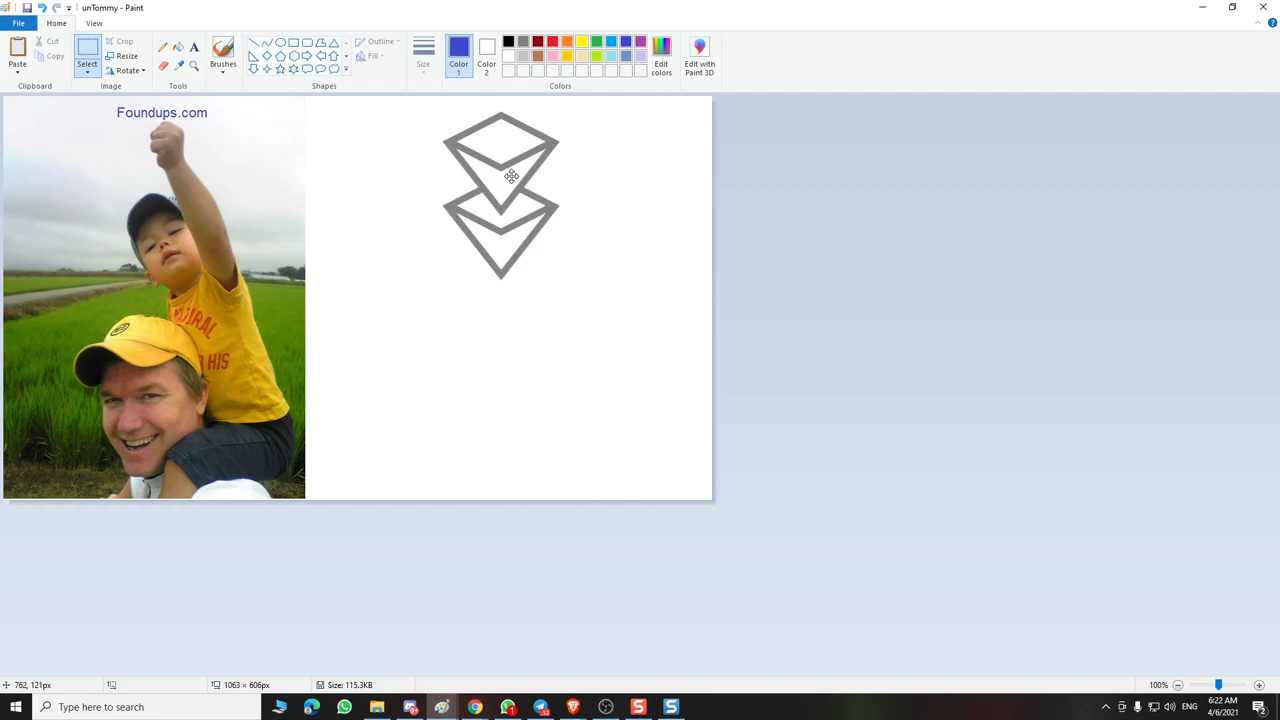 unTommy - Paint
File
Home
View
Paste
Cut
Copy
Clipboard
Select
Crop
Resize
Rotate
Image
Tools
Brushes
Shapes
Outline
Fill
Size
Color 1
Color 2
Colors
Edit colors
Edit with Paint 3D
Foundups.com
HIS
762, 121px
1063 × 606px
Size: 115.3KB
100%
Type here to search
ENG
6:22 AM
4/6/2021